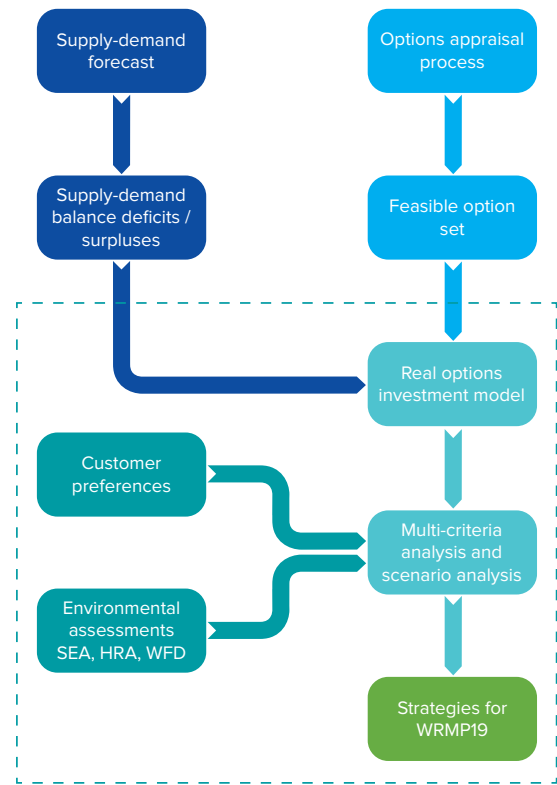 Supply-demand
forecast
Options appraisal
process
Supply-demand
balance deficits /
surpluses
Feasible option
set
Real options
investment model
Customer
preferences
Multi-criteria
analysis and
scenario analysis
Environmental
assessments
SEA, HRA, WFD
Strategies for
WRMP19